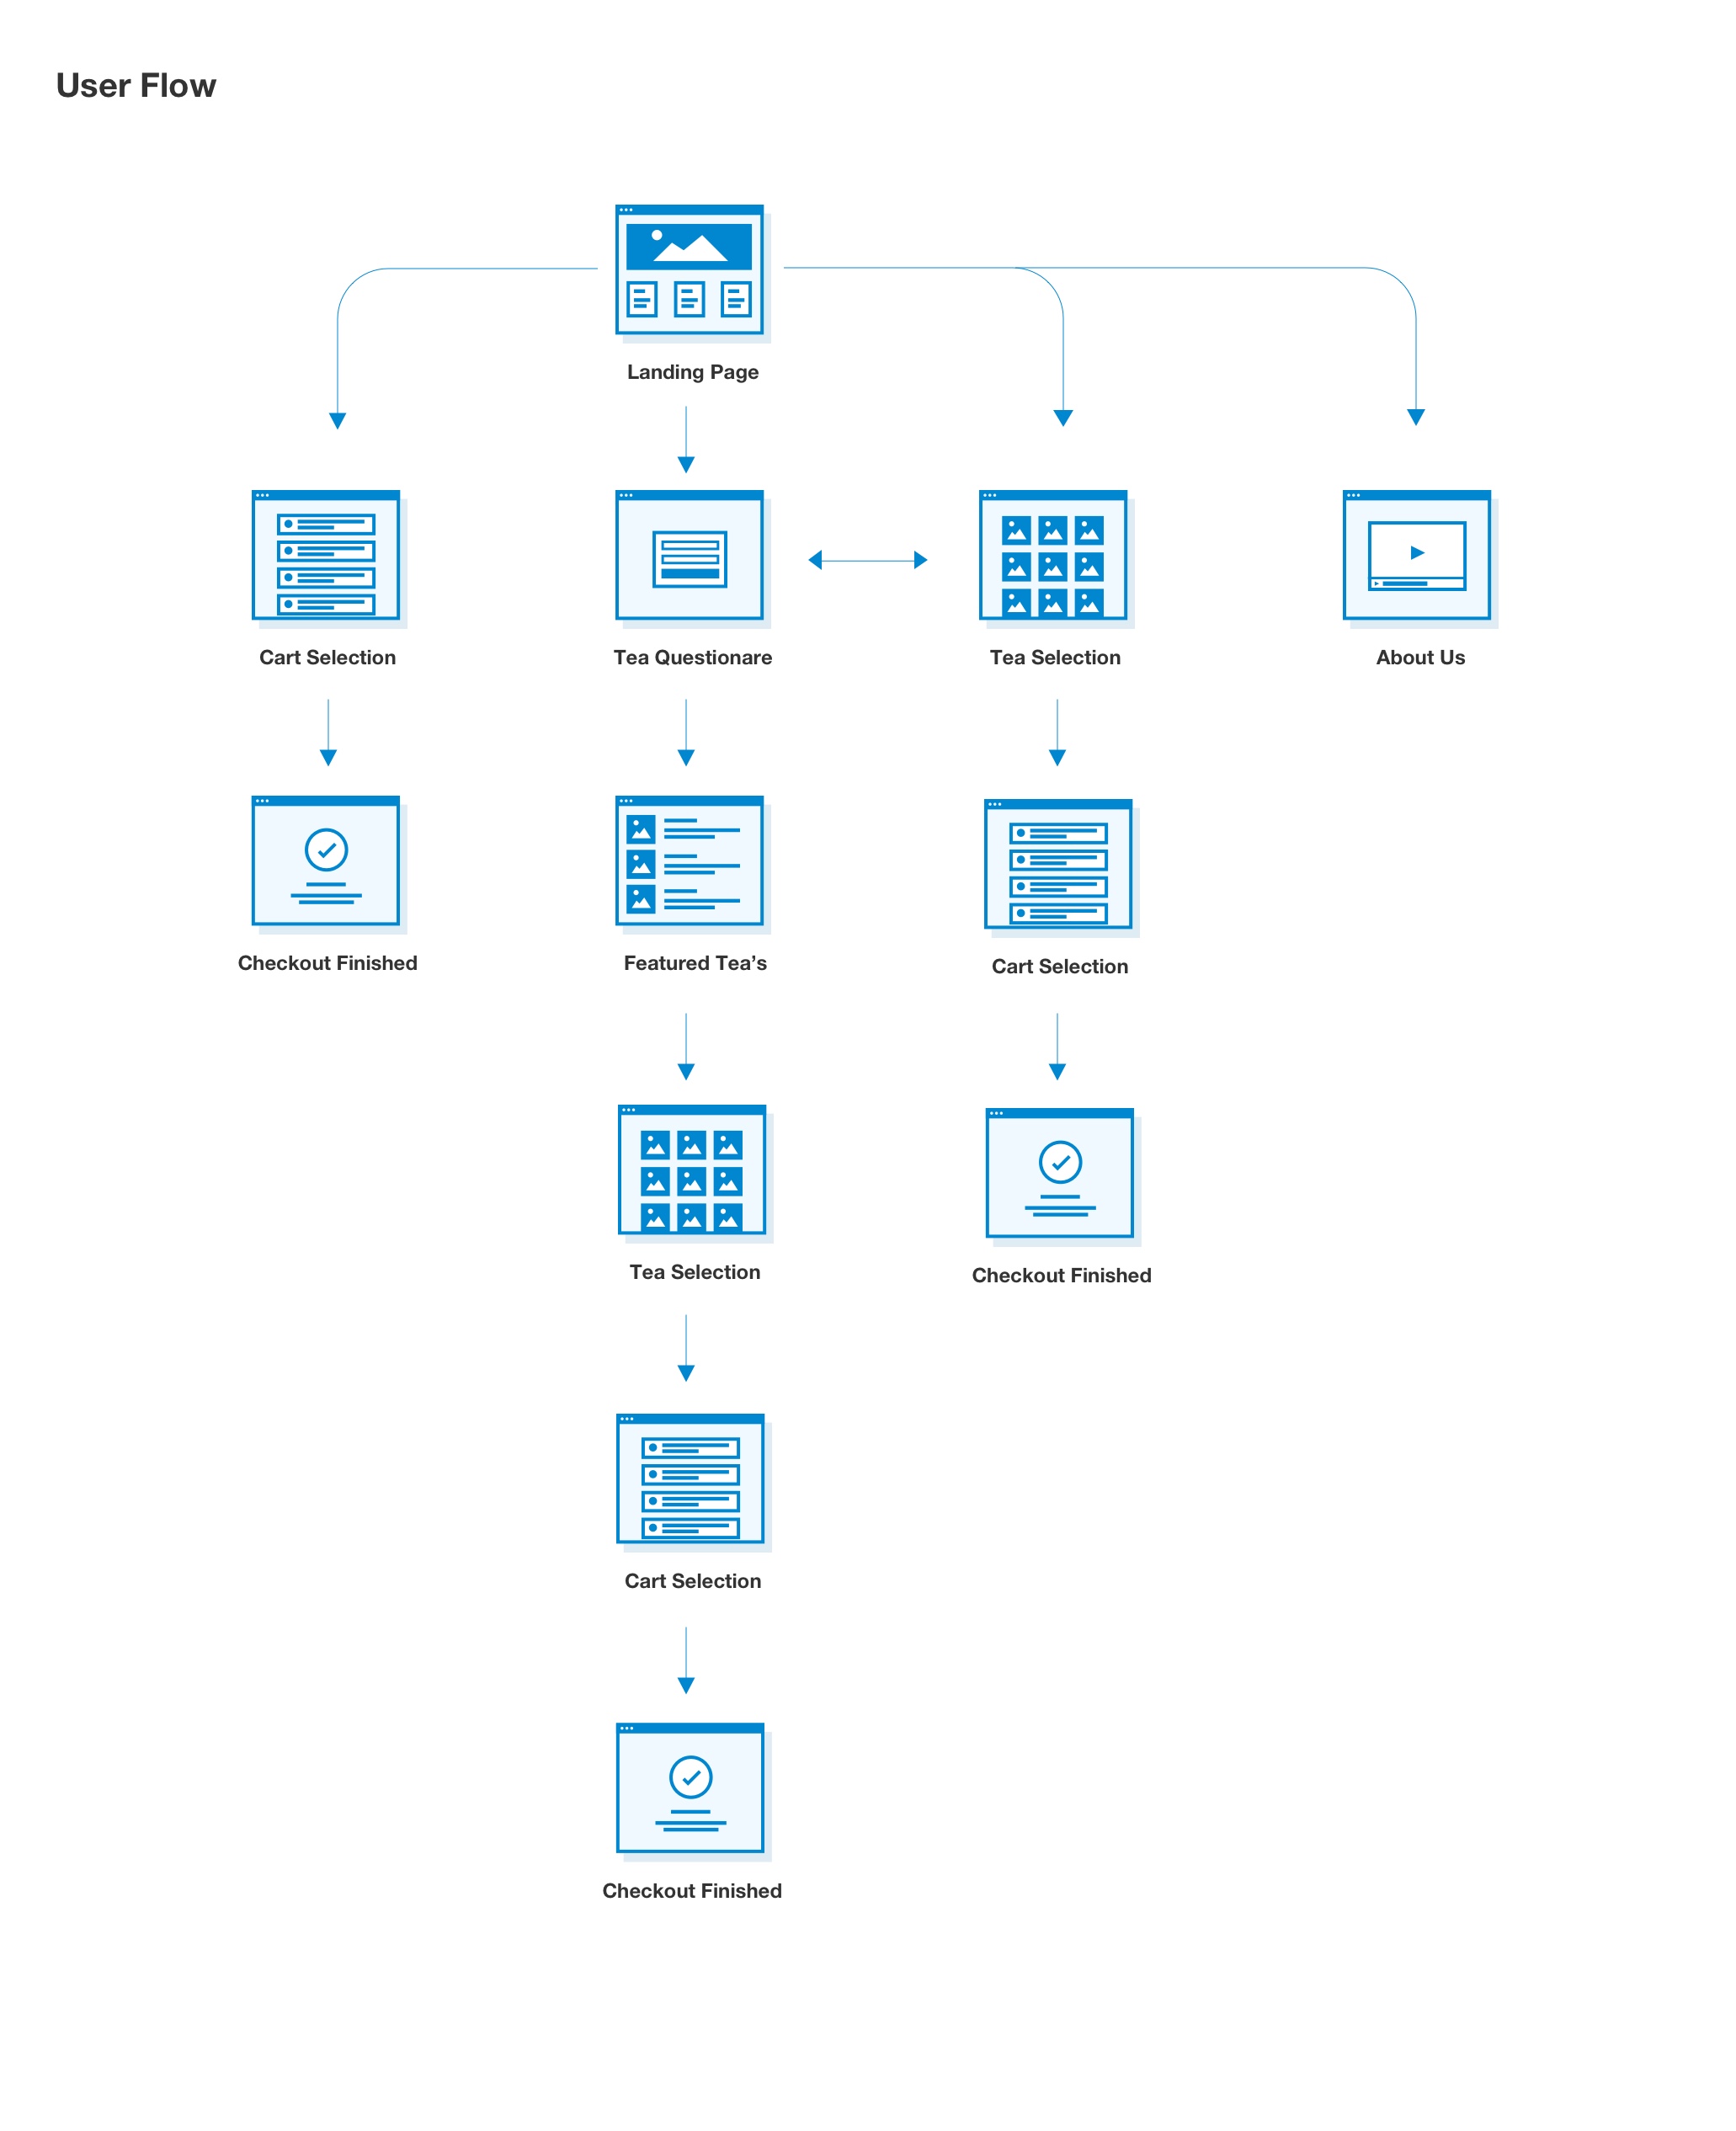 User Flow
Landing Page
Cart Selection
Tea Questionare
Tea Selection
About Us
Checkout Finished
Featured Tea’s
Cart Selection
Tea Selection
Checkout Finished
Cart Selection
Checkout Finished